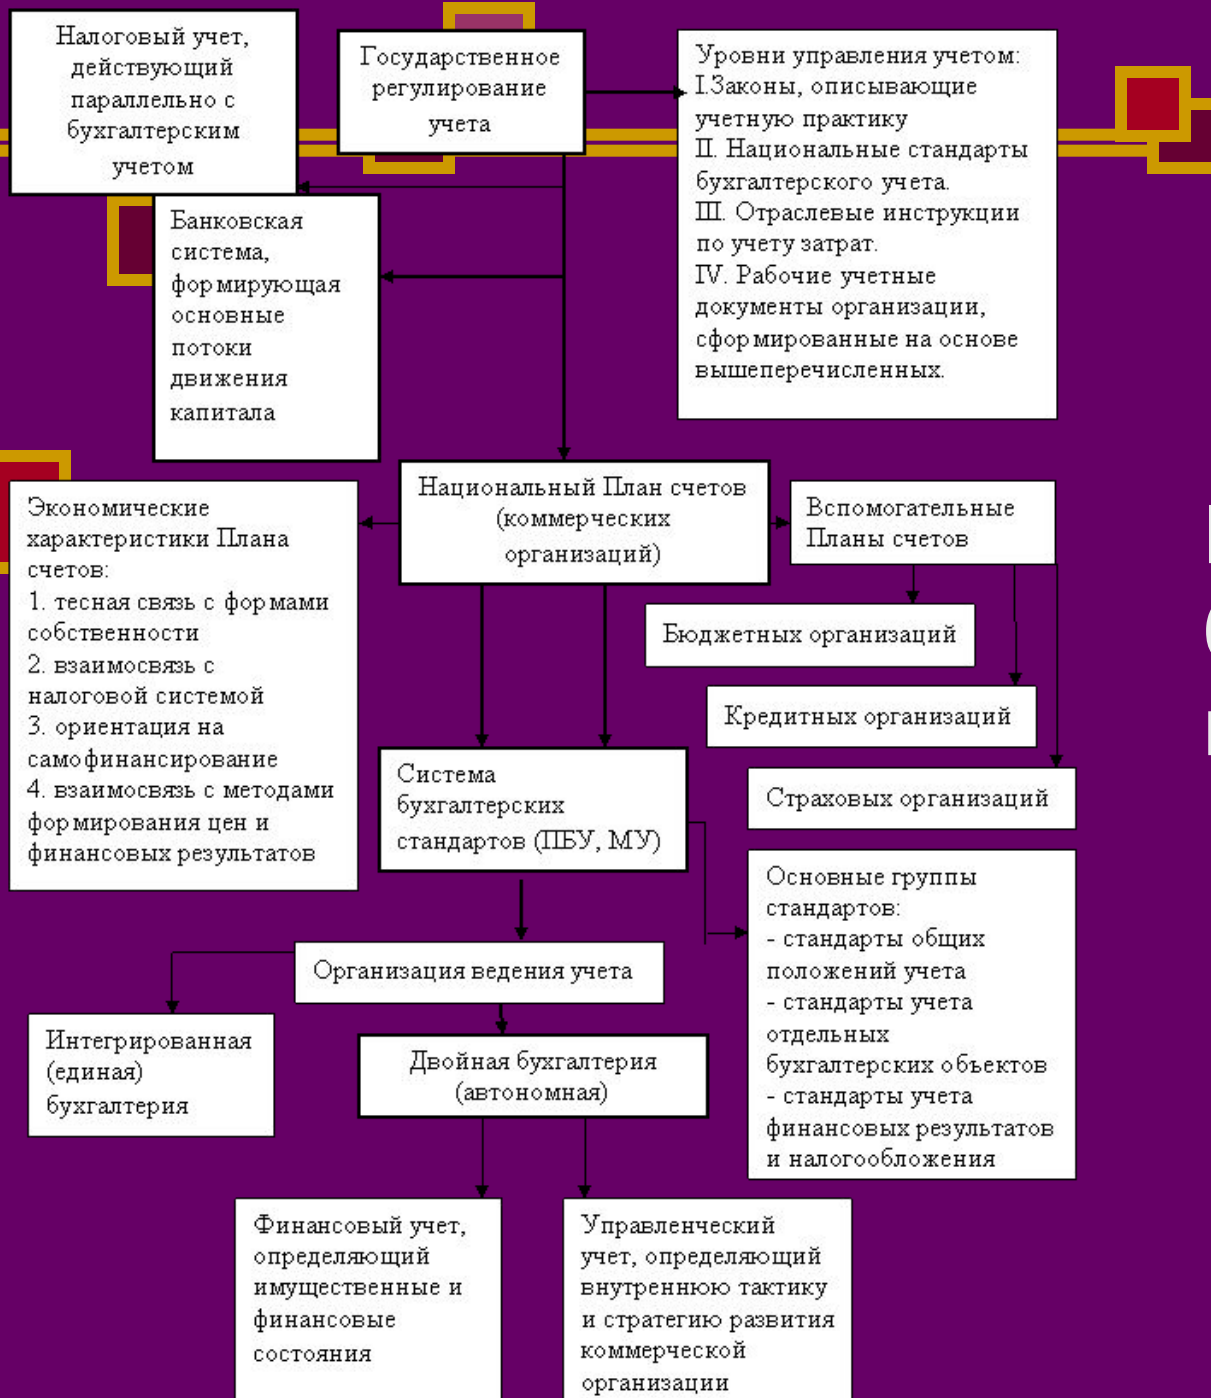 Налоговый учет,
действующий
параллельно с
бухгалтерским
учетом
Государственное
регулирование
учета
Уровни управления учетом:
I.Законы, описывающие
учетную практику
II. Национальные стандарты
бухгалтерского учета.
III. Отраслевые инструкции
по учету затрат.
IV. Рабочие учетные
документы организации,
сформированные на основе
вышеперечисленных.
Банковская
система,
формирующая
основные
потоки
движения
капитала
Национальный План счетов
(коммерческих
организаций)
Экономические
характеристики Плана
счетов:
1. тесная связь с формами
собственности
2. взаимосвязь с
налоговой системой
3. ориентация на
самофинансирование
4. взаимосвязь с методами
формирования цен и
финансовых результатов
Вспомогательные
Планы счетов
Бюджетных организаций
Кредитных организаций
Страховых организаций
Система
бухгалтерских
стандартов (ПБУ, МУ)
Основные группы
стандартов:
- стандарты общих
положений учета
- стандарты учета
отдельных
бухгалтерских объектов
- стандарты учета
финансовых результатов
и налогообложения
Организация ведения учета
Интегрированная
(единая)
бухгалтерия
Двойная бухгалтерия
(автономная)
Финансовый учет,
определяющий
имущественные и
финансовые
состояния
Управленческий
учет, определяющий
внутреннюю тактику
и стратегию развития
коммерческой
организации